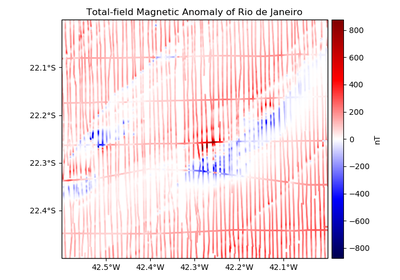 Total-field Magnetic Anomaly of Rio de Janeiro
22.1°S
22.2°S
22.3°S
22.4°S
42.5°W 42.4°W 42.3°W 42.2°W 42.1°W
800
600
400
200
0
−200
−400
−600
−800
nT